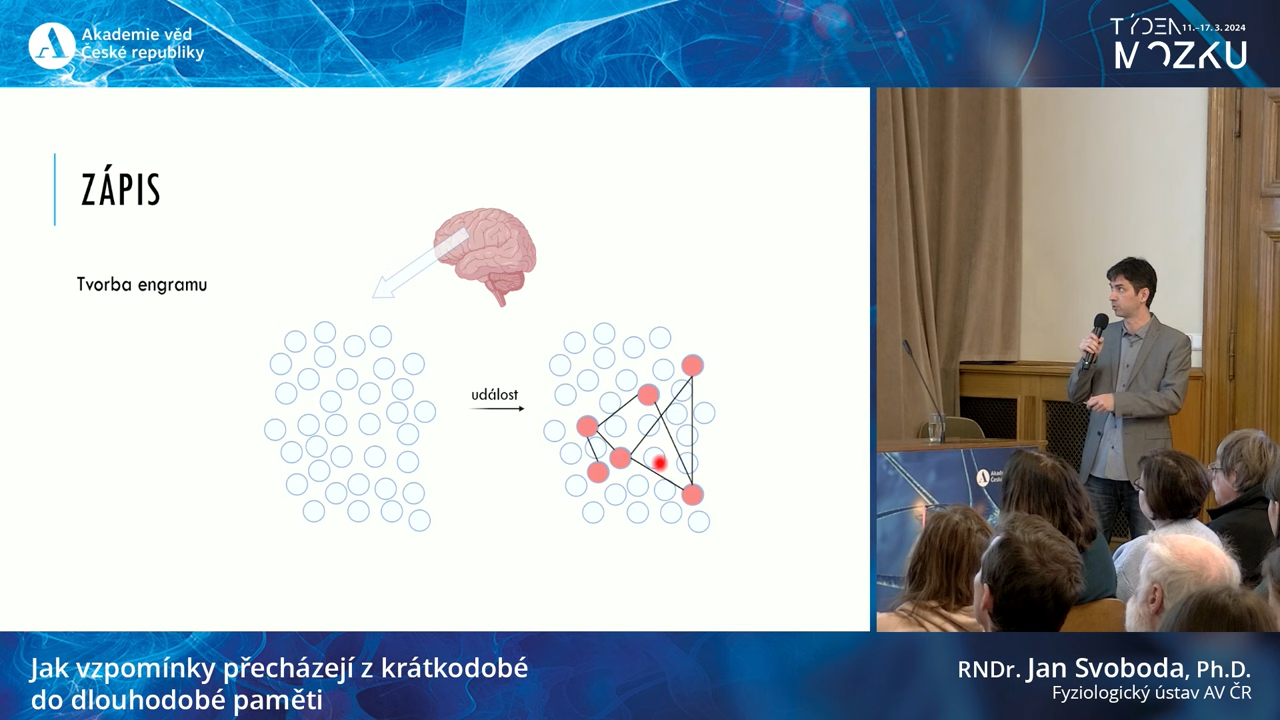 Akademie věd
České republiky
TÝDEN 11.–17. 3. 2024
MOZKU
ZÁPIS
Tvorba engramu
událost
Jak vzpomínky přecházejí z krátkodobé
do dlouhodobé paměti
RNDr. Jan Svoboda, Ph.D.
Fyziologický ústav AV ČR